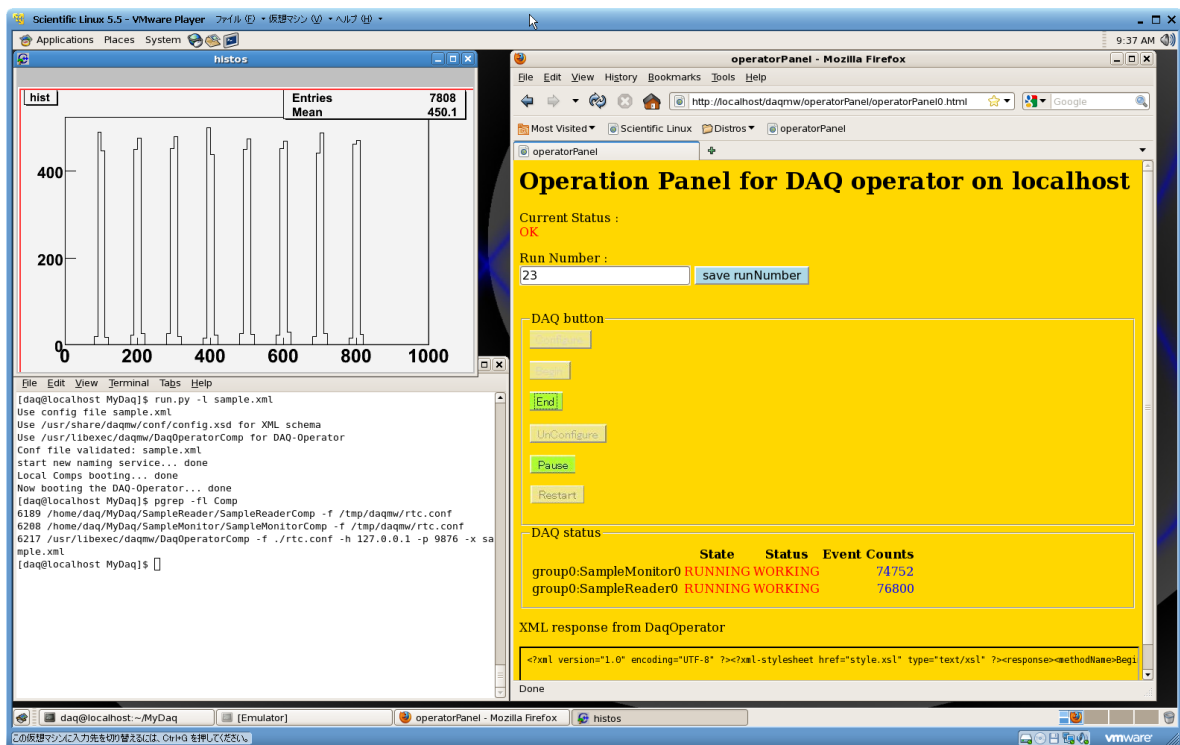 Scientific Linux 5.5 - VMware Player ファイル (F) 仮想マシン (V) ヘルプ (H)
Applications Places System 9:37 AM
histos
hist
Entries 7808
Mean 450.1
400
200
0
0 200 400 600 800 1000
File Edit View Terminal Tabs Help
[daq@localhost MyDaq]$ run.py -l sample.xml
Use config file sample.xml
Use /usr/share/daqmw/conf/config.xsd for XML schema
Use /usr/libexec/daqmw/DaqOperatorComp for DAQ-Operator
Conf file validated: sample.xml
start new naming service... done
Local Comps booting... done
Now booting the DAQ-Operator... done
[daq@localhost MyDaq]$ pgrep -fl Comp
6189 /home/daq/MyDaq/SampleReader/SampleReaderComp -f /tmp/daqmw/rtc.conf
6208 /home/daq/MyDaq/SampleMonitor/SampleMonitorComp -f /tmp/daqmw/rtc.conf
6217 /usr/libexec/daqmw/DaqOperatorComp -f ./rtc.conf -h 127.0.0.1 -p 9876 -x sa
mple.xml
[daq@localhost MyDaq]$
operatorPanel - Mozilla Firefox
File Edit View History Bookmarks Tools Help
http://localhost/daqmw/operatorPanel/operatorPanel0.html Google
Most Visited Scientific Linux Distros operatorPanel
operatorPanel
Operation Panel for DAQ operator on localhost
Current Status :
OK
Run Number :
23 save runNumber
DAQ button
Configure
Begin
End
UnConfigure
Pause
Restart
DAQ status
State Status Event Counts
group0:SampleMonitor0 RUNNING WORKING 74752
group0:SampleReader0 RUNNING WORKING 76800
XML response from DaqOperator
<?xml version="1.0" encoding="UTF-8" ?><?xml-stylesheet href="style.xsl" type="text/xsl" ?><response><methodName>Begi
Done
daq@localhost:~/MyDaq [Emulator] operatorPanel - Mozilla Firefox histos
この仮想マシンに入力先を切り替えるには、Ctrl+G を押してください。 vmware